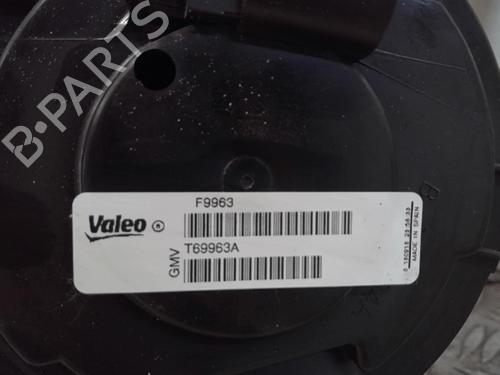 B-PARTS
F9963
Valeo ®
GMV
T69963A
MADE IN SPAIN
B